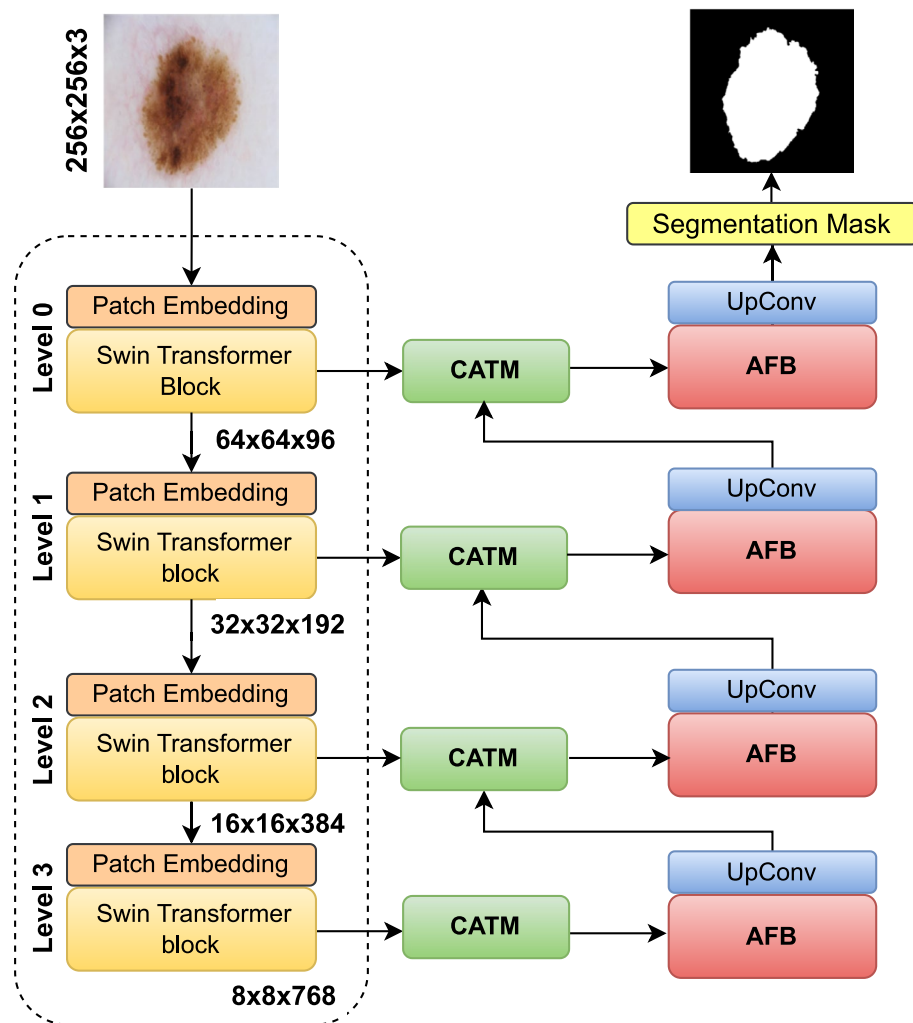 256x256x3
Segmentation Mask
Level 0
Patch Embedding
Swin Transformer
Block
CATM
UpConv
AFB
64x64x96
Level 1
Patch Embedding
Swin Transformer
block
CATM
UpConv
AFB
32x32x192
Level 2
Patch Embedding
Swin Transformer
block
CATM
UpConv
AFB
16x16x384
Level 3
Patch Embedding
Swin Transformer
block
CATM
UpConv
AFB
8x8x768